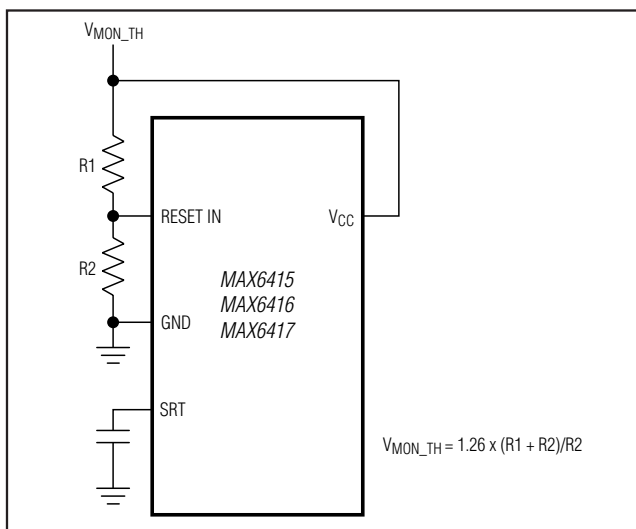 VMON_TH
R1
RESET IN
VCC
R2
MAX6415
MAX6416
MAX6417
GND
SRT
VMON_TH = 1.26 x (R1 + R2)/R2